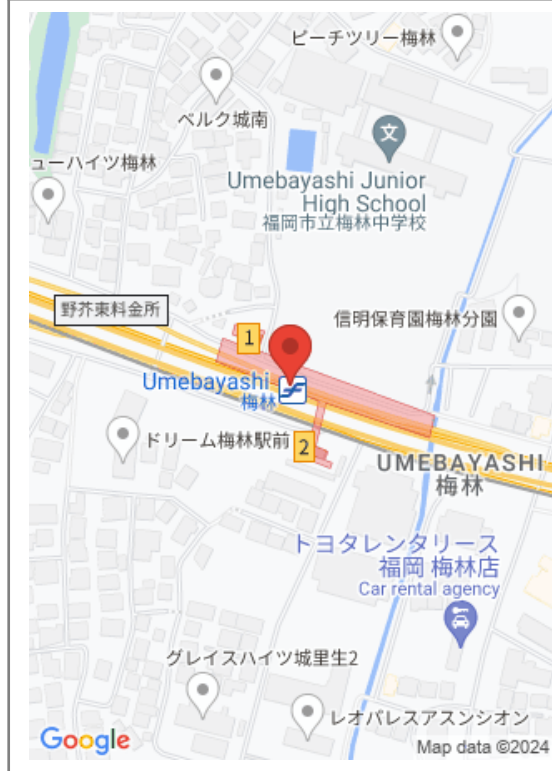 ピーチツリー梅林
ベルク城南
文
Umebayashi Junior
High School
福岡市立梅林中学校
ューハイツ梅林
野芥東料金所
信明保育園梅林分園
1
Umebayashi
梅林
ドリーム梅林駅前
2
UMEBAYASHI
梅林
トヨタレンタリース
福岡 梅林店
Car rental agency
グレイスハイツ城里生2
レオパレスアスンシオン
Google
Map data ©2024